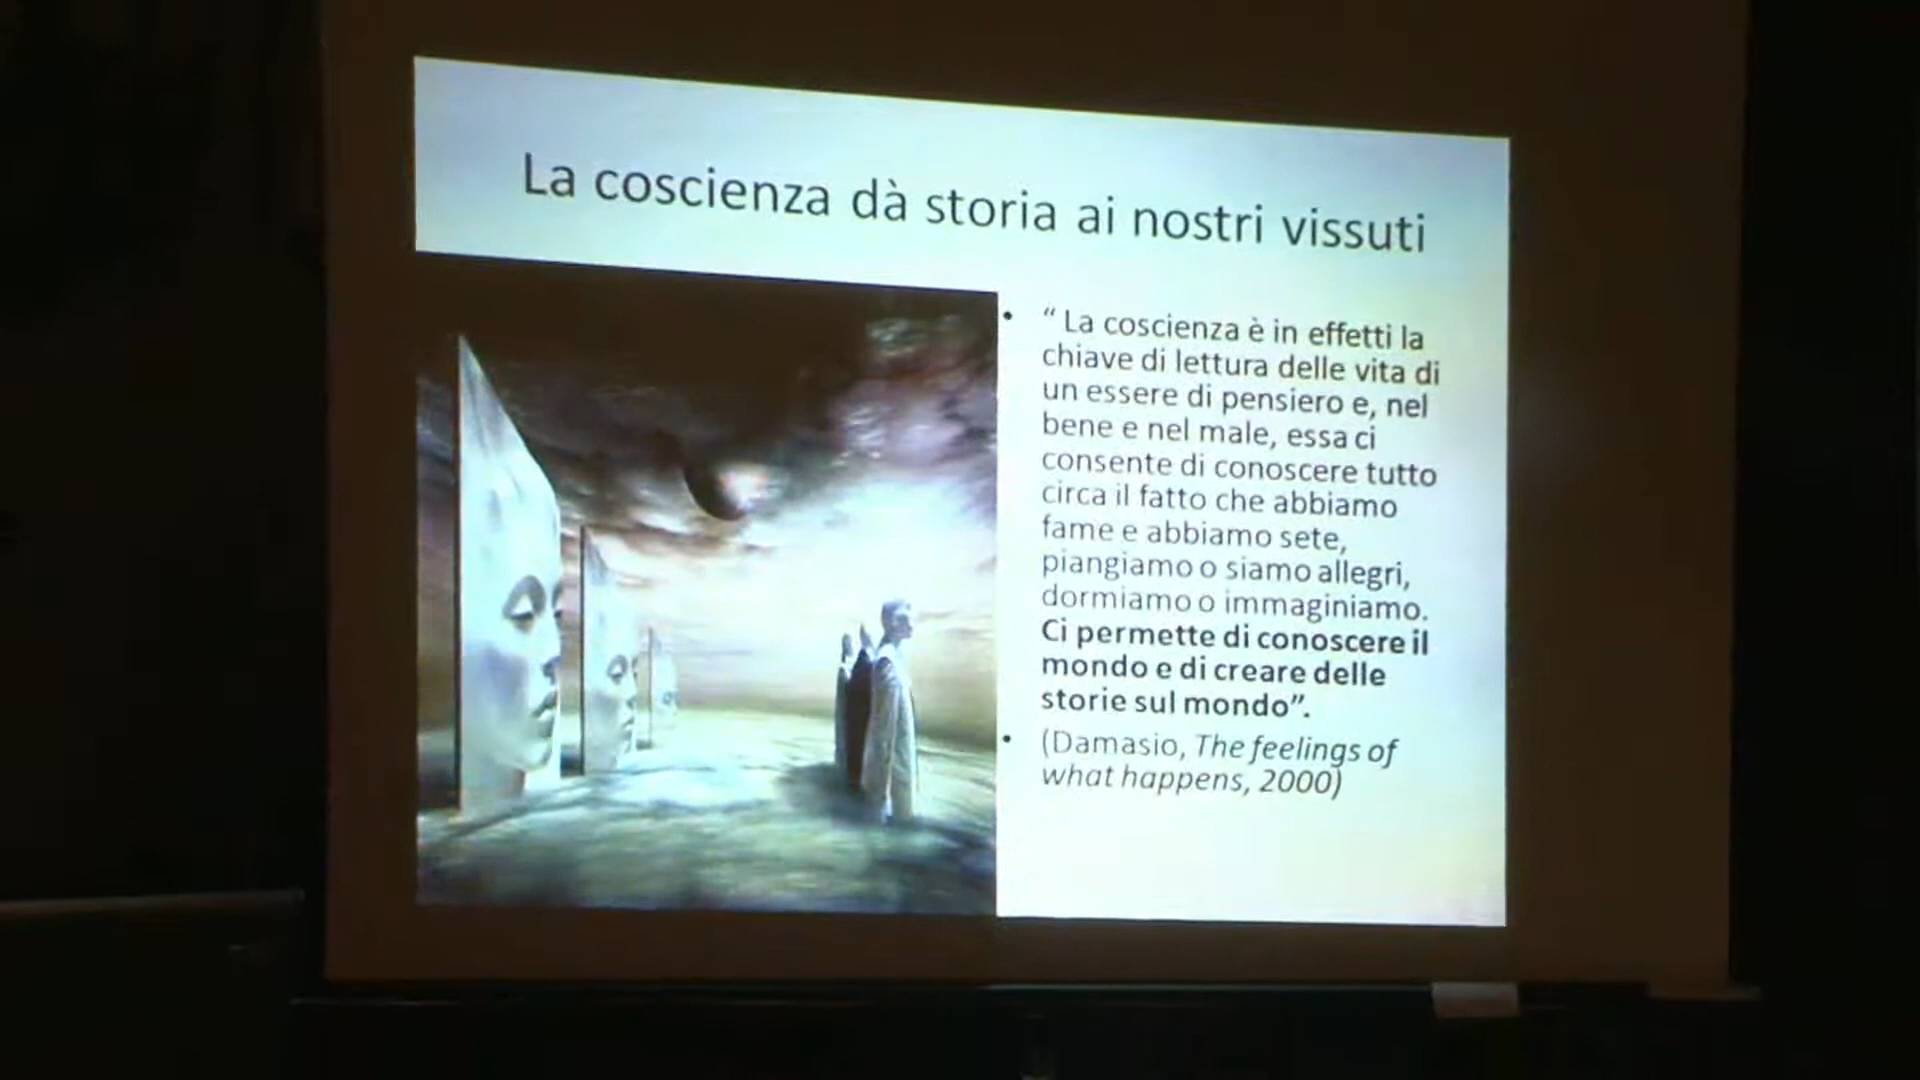 La coscienza dà storia ai nostri vissuti
• “ La coscienza è in effetti la
chiave di lettura delle vita di
un essere di pensiero e, nel
bene e nel male, essa ci
consente di conoscere tutto
circa il fatto che abbiamo
fame e abbiamo sete,
piangiamo o siamo allegri,
dormiamo o immaginiamo.
Ci permette di conoscere il
mondo e di creare delle
storie sul mondo”.
• (Damasio, The feelings of
what happens, 2000)